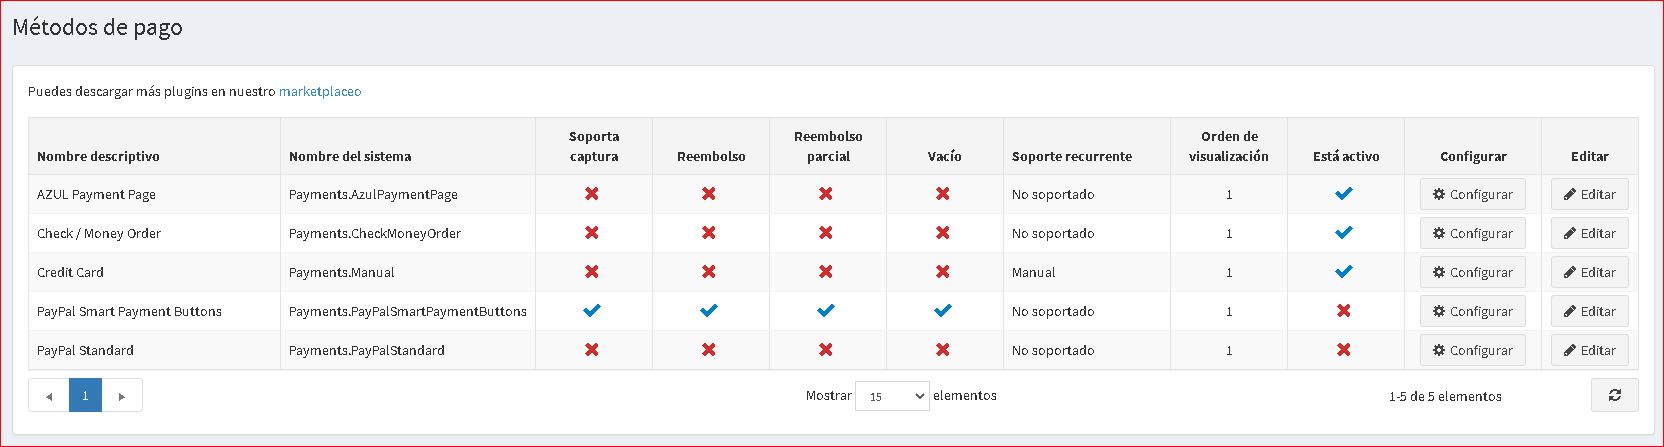 Métodos de pago
Puedes descargar más plugins en nuestro marketplaceo
Nombre descriptivo Nombre del sistema Soporta captura Reembolso Reembolso parcial Vacío Soporte recurrente Orden de visualización Está activo Configurar Editar
AZUL Payment Page Payments.AzulPaymentPage No soportado 1 Configurar Editar
Check / Money Order Payments.CheckMoneyOrder No soportado 1 Configurar Editar
Credit Card Payments.Manual Manual 1 Configurar Editar
PayPal Smart Payment Buttons Payments.PayPalSmartPaymentButtons No soportado 1 Configurar Editar
PayPal Standard Payments.PayPalStandard No soportado 1 Configurar Editar
1 Mostrar 15 elementos 1-5 de 5 elementos